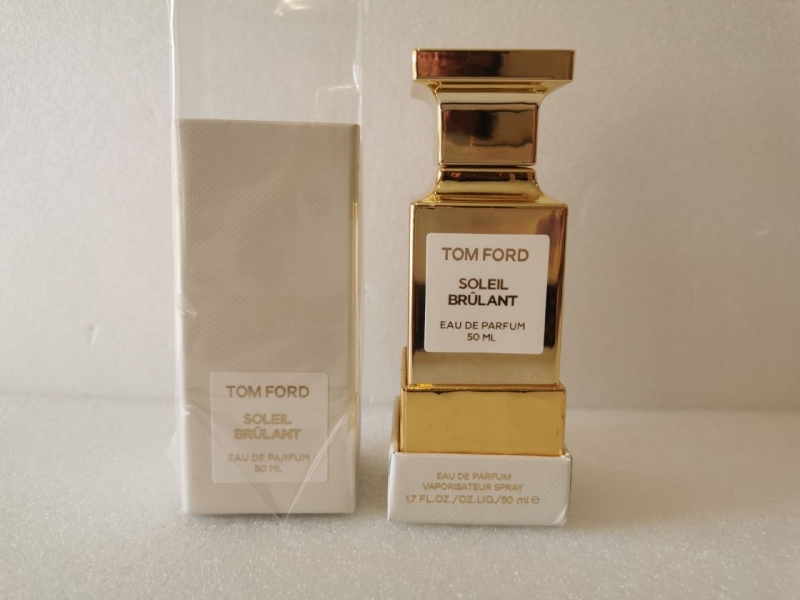 TOM FORD
SOLEIL
BRÛLANT
EAU DE PARFUM
50 ML
TOM FORD
SOLEIL
BRÛLANT
EAU DE PARFUM
50 ML
EAU DE PARFUM
VAPORISATEUR SPRAY
1.7 FL.OZ./OZ.LIQ./50 ml e